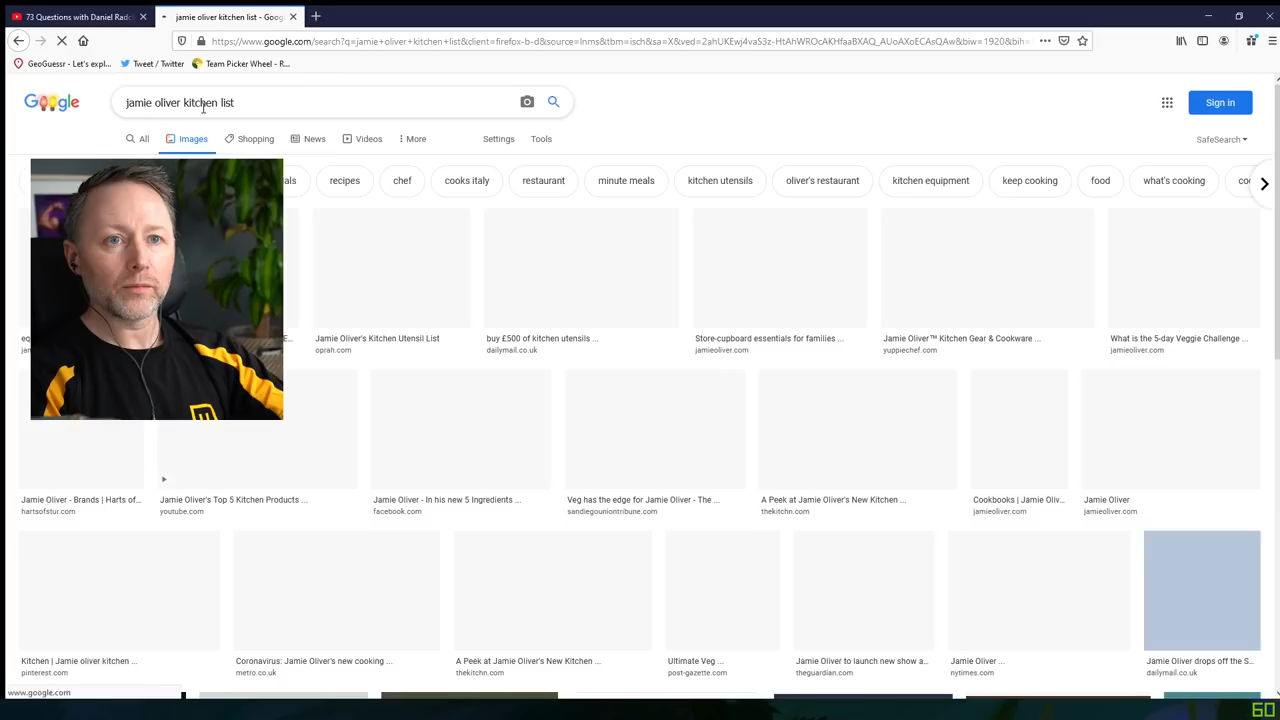 73 Questions with Daniel Radcl
jamie oliver kitchen list - Goog
https://www.google.com/search?q=jamie+oliver+kitchen+list&client=firefox-b-d&source=lnms&tbm=isch&sa=X&ved=2ahUKEwj4vaS3z-HtAhWROcAKHfaaBXAQ_AUoAXoECAsQAw&biw=1920&bih=
GeoGuessr - Let's expl...
Tweet / Twitter
Team Picker Wheel - R...
Google
jamie oliver kitchen list
Sign in
All
Images
Shopping
News
Videos
More
Settings
Tools
SafeSearch
als
recipes
chef
cooks italy
restaurant
minute meals
kitchen utensils
oliver's restaurant
kitchen equipment
keep cooking
food
what's cooking
coo
eq
E...
Jamie Oliver's Kitchen Utensil List
buy £500 of kitchen utensils ...
Store-cupboard essentials for families ...
Jamie Oliver™ Kitchen Gear & Cookware ...
What is the 5-day Veggie Challenge ...
jam
oprah.com
dailymail.co.uk
jamieoliver.com
yuppiechef.com
jamieoliver.com
Jamie Oliver - Brands | Harts of...
Jamie Oliver's Top 5 Kitchen Products ...
Jamie Oliver - In his new 5 Ingredients ...
Veg has the edge for Jamie Oliver - The ...
A Peek at Jamie Oliver's New Kitchen ...
Cookbooks | Jamie Oliv...
Jamie Oliver
hartsofstur.com
youtube.com
facebook.com
sandiegouniontribune.com
thekitchn.com
jamieoliver.com
jamieoliver.com
Kitchen | Jamie oliver kitchen ...
Coronavirus: Jamie Oliver's new cooking ...
A Peek at Jamie Oliver's New Kitchen ...
Ultimate Veg ...
Jamie Oliver to launch new show a...
Jamie Oliver ...
Jamie Oliver drops off the S...
pinterest.com
metro.co.uk
thekitchn.com
post-gazette.com
theguardian.com
nytimes.com
dailymail.co.uk
www.google.com
60